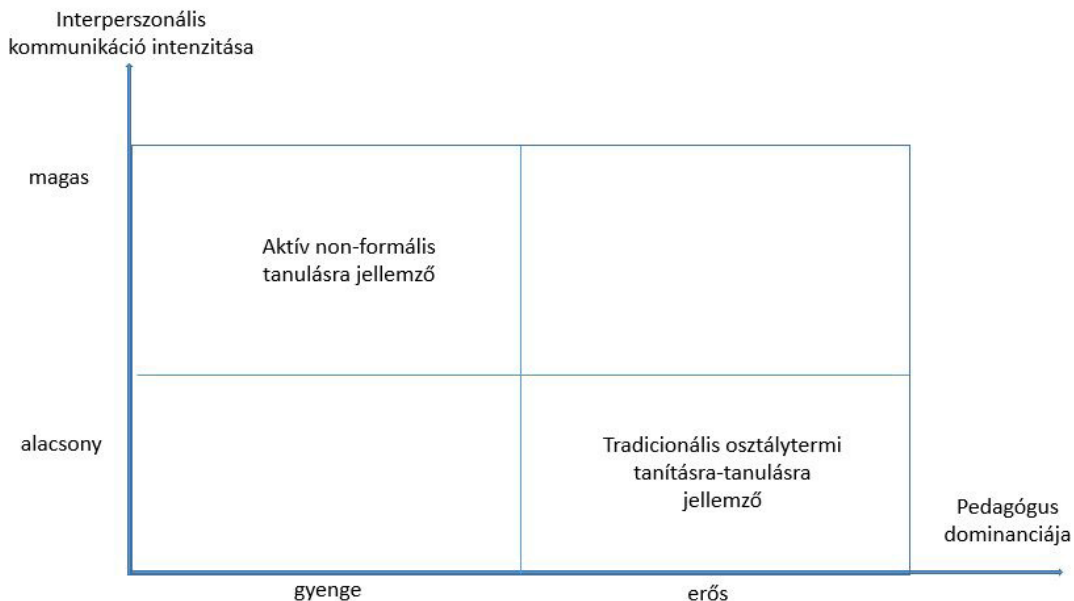 Interperszonális
kommunikáció intenzitása
magas
Aktív non-formális
tanulásra jellemző
alacsony
Tradicionális osztálytermi
tanításra-tanulásra
jellemző
Pedagógus
dominanciája
gyenge
erős